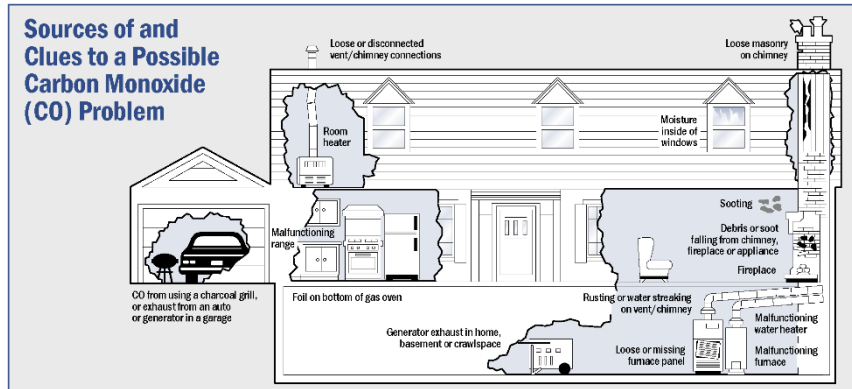 Sources of and
Clues to a Possible
Carbon Monoxide
(CO) Problem
Loose or disconnected
vent/chimney connections
Loose masonry
on chimney
Room
heater
Moisture
inside of
windows
Sooting
Malfunctioning
range
Debris or soot
falling from chimney,
fireplace or appliance
Fireplace
CO from using a charcoal grill,
or exhaust from an auto
or generator in a garage
Foil on bottom of gas oven
Rusting or water streaking
on vent/chimney
Malfunctioning
water heater
Generator exhaust in home,
basement or crawlspace
Loose or missing
furnace panel
Malfunctioning
furnace